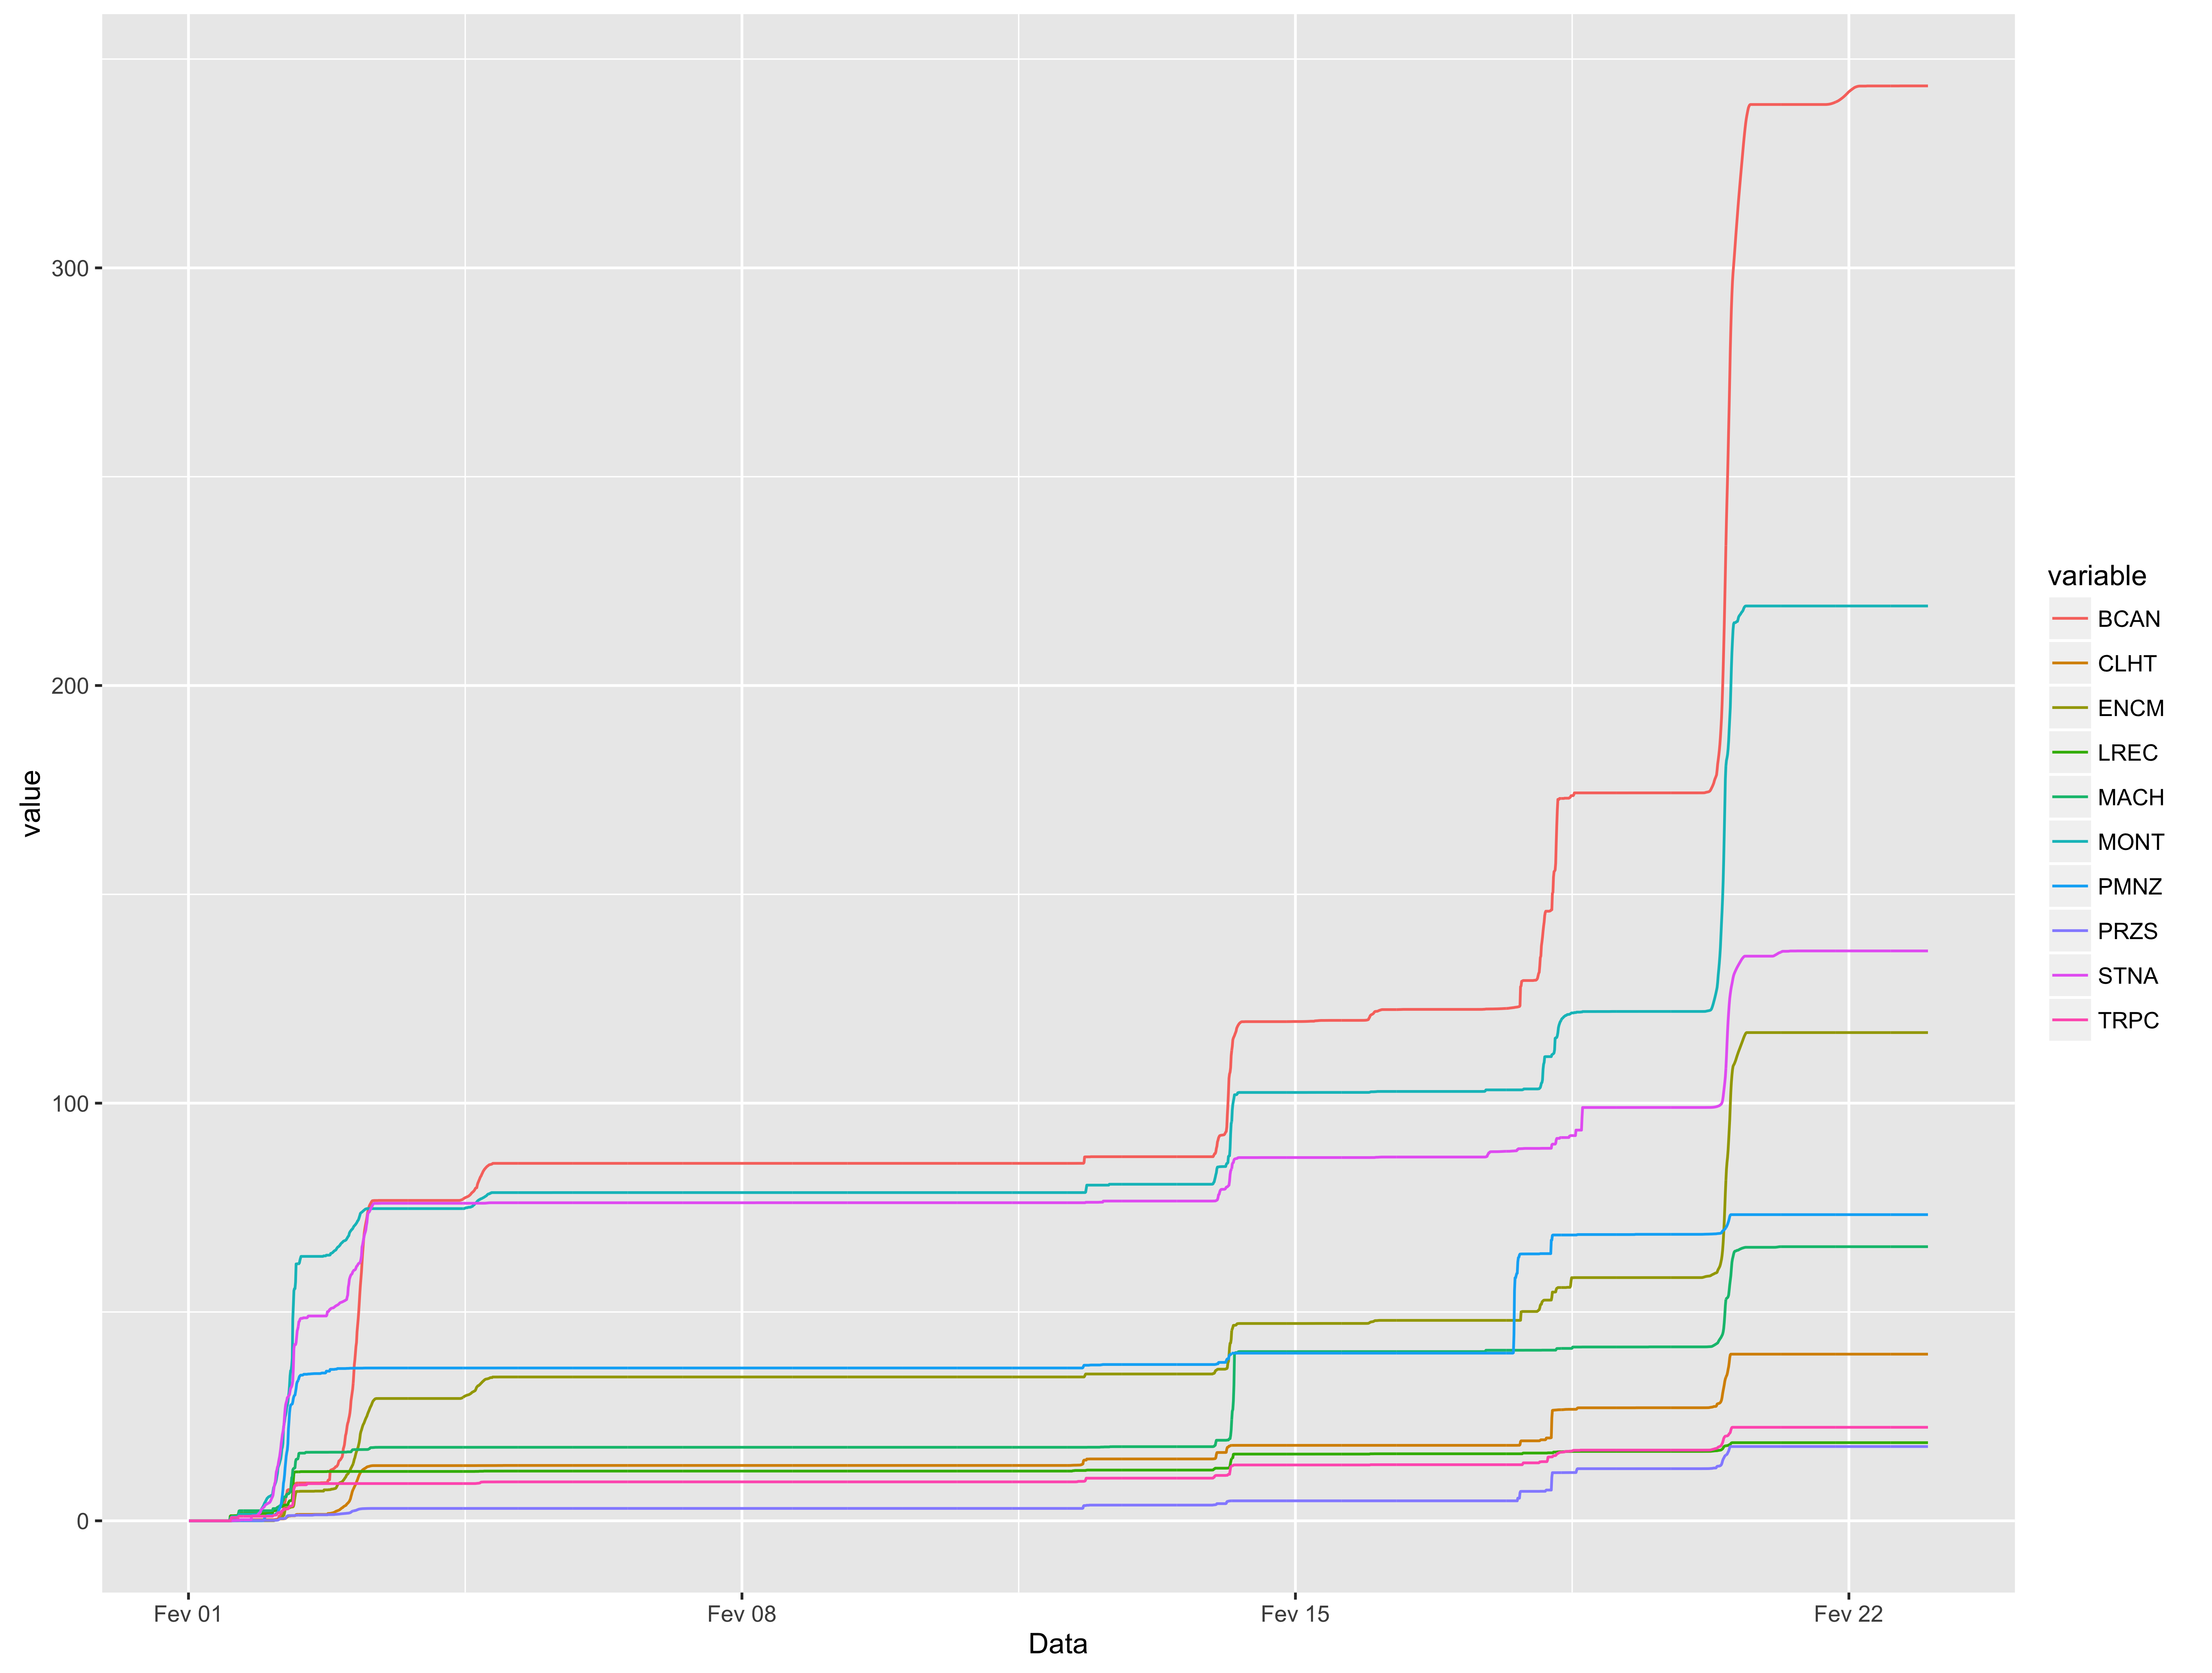 300
200
100
0
value
Fev 01
Fev 08
Fev 15
Fev 22
Data
variable
BCAN
CLHT
ENCM
LREC
MACH
MONT
PMNZ
PRZS
STNA
TRPC